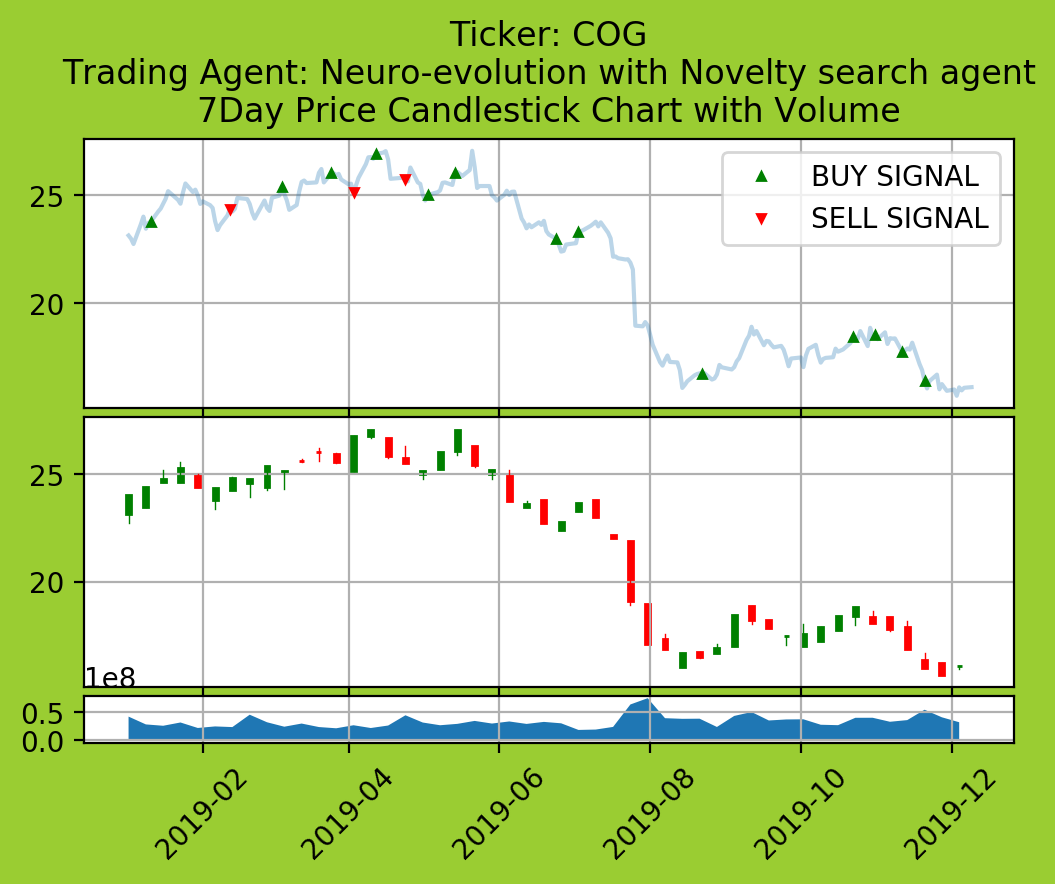 Ticker: COG
Trading Agent: Neuro-evolution with Novelty search agent
7Day Price Candlestick Chart with Volume
BUY SIGNAL
SELL SIGNAL
25
20
25
20
1e8
0.5
0.0
2019-02
2019-04
2019-06
2019-08
2019-10
2019-12